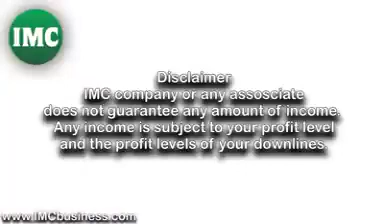 IMC
Disclaimer
IMC company or any assosciate
does not guarantee any amount of income.
Any income is subject to your profit level
and the profit levels of your downlines.
www.IMCbusiness.com